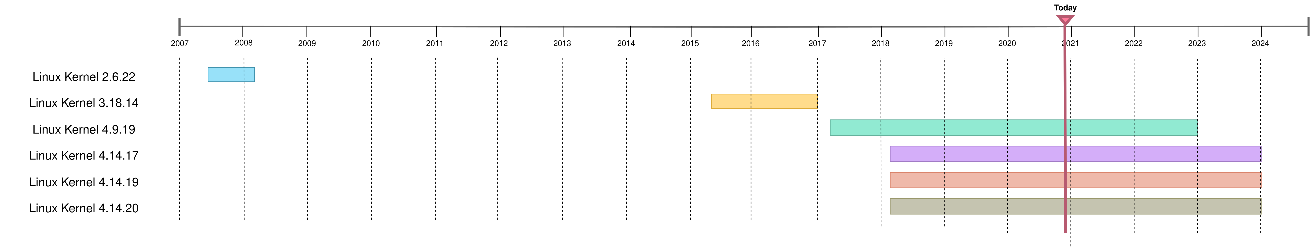 Today
2007 2008 2009 2010 2011 2012 2013 2014 2015 2016 2017 2018 2019 2020 2021 2022 2023 2024
Linux Kernel 2.6.22
Linux Kernel 3.18.14
Linux Kernel 4.9.19
Linux Kernel 4.14.17
Linux Kernel 4.14.19
Linux Kernel 4.14.20